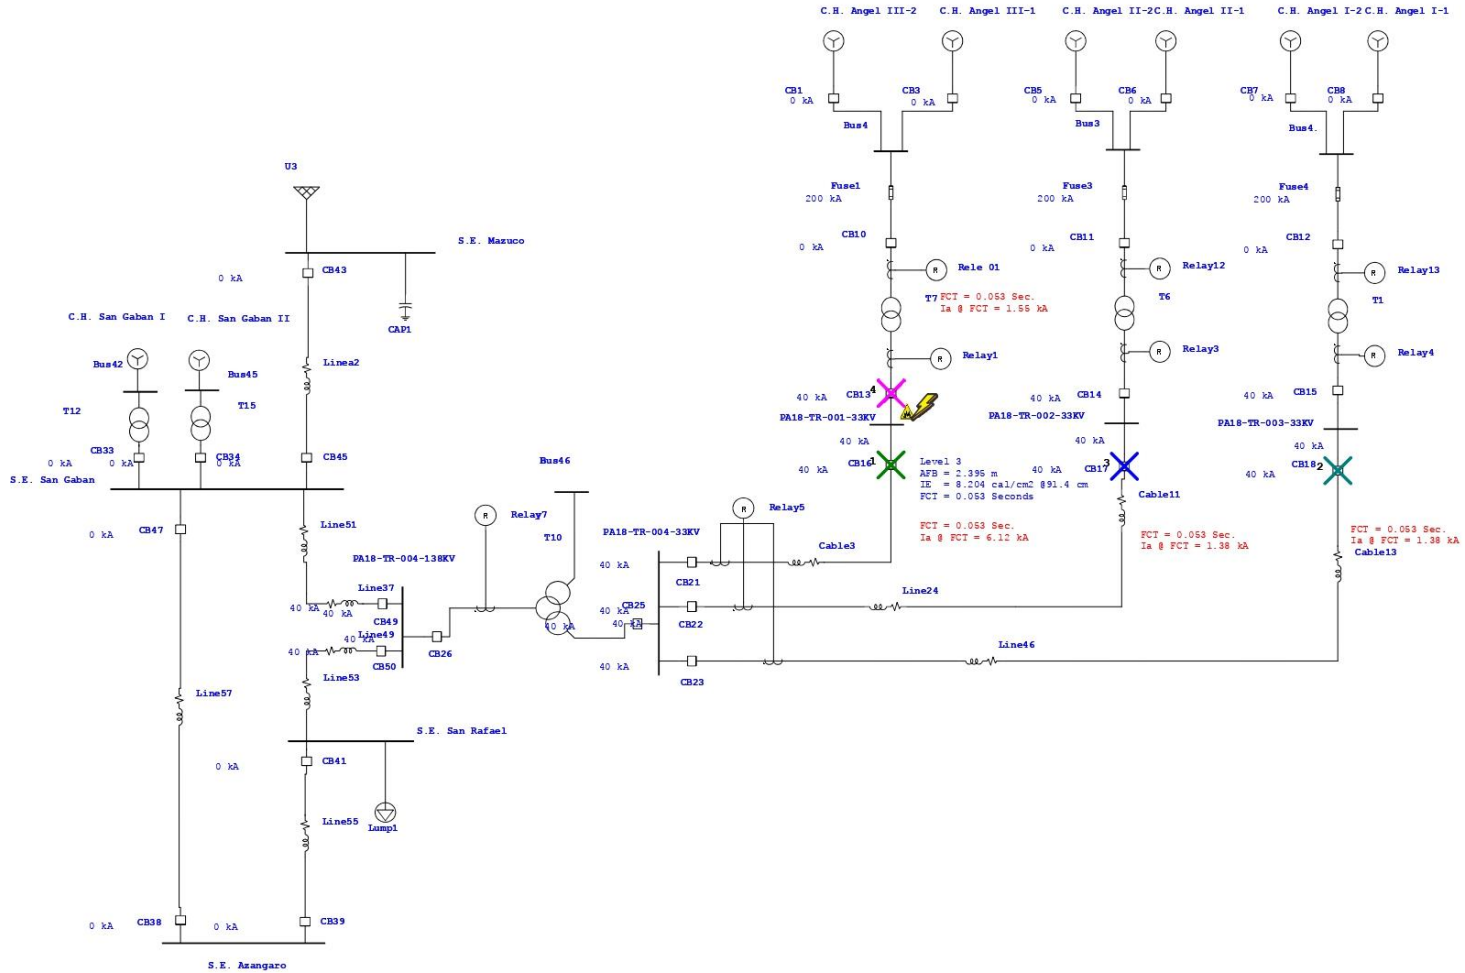 C.H. Angel III-2
C.H. Angel III-1
C.H. Angel II-2
C.H. Angel II-1
C.H. Angel I-2
C.H. Angel I-1
CB1
0 kA
CB3
0 kA
CB5
0 kA
CB6
0 kA
CB7
0 kA
CB8
0 kA
Bus4
Bus3
Bus4.
Fuse1
200 kA
Fuse3
200 kA
Fuse4
200 kA
CB10
0 kA
CB11
0 kA
CB12
0 kA
R
Rele 01
R
Relay12
R
Relay13
T7
FCT = 0.053 Sec.
Ia @ FCT = 1.55 kA
T6
T1
R
Relay1
R
Relay3
R
Relay4
40 kA
CB13
4
40 kA
CB14
40 kA
CB15
PA18-TR-001-33KV
PA18-TR-002-33KV
PA18-TR-003-33KV
40 kA
40 kA
40 kA
40 kA
CB16
1
Level 3
AFB = 2.395 m
IE = 8.204 cal/cm2 @91.4 cm
FCT = 0.053 Seconds
40 kA
CB17
3
40 kA
CB18
2
Cable11
FCT = 0.053 Sec.
Ia @ FCT = 6.12 kA
FCT = 0.053 Sec.
Ia @ FCT = 1.38 kA
FCT = 0.053 Sec.
Ia @ FCT = 1.38 kA
Cable13
U3
S.E. Mazuco
0 kA
CB43
CAP1
C.H. San Gaban I
C.H. San Gaban II
Bus42
Bus45
Linea2
T12
T15
CB33
0 kA
0 kA
CB34
0 kA
CB45
S.E. San Gaban
Bus46
0 kA
CB47
Line51
R
Relay7
T10
R
Relay5
PA18-TR-004-33KV
PA18-TR-004-138KV
40 kA
CB21
Cable3
Line37
40 kA
40 kA
CB49
40 kA
CB25
40 kA
40 kA
CB22
Line24
Line49
40 kA
40 kA
CB50
CB26
40 kA
CB23
Line46
Line53
Line57
S.E. San Rafael
0 kA
CB41
Line55
Lump1
0 kA
CB38
0 kA
CB39
S.E. Azangaro